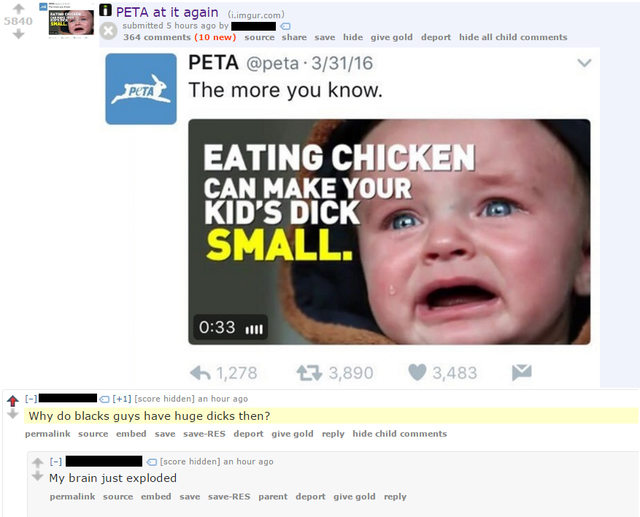 5840
PETA at it again (i.imgur.com)
submitted 5 hours ago by
364 comments (10 new) source share save hide give gold deport hide all child comments
PETA
PETA @peta · 3/31/16
The more you know.
EATING CHICKEN
CAN MAKE YOUR
KID'S DICK
SMALL.
0:33
1,278 3,890 3,483
[–] [+1] [score hidden] an hour ago
Why do blacks guys have huge dicks then?
permalink source embed save save-RES deport give gold reply hide child comments
[–] [score hidden] an hour ago
My brain just exploded
permalink source embed save save-RES parent deport give gold reply